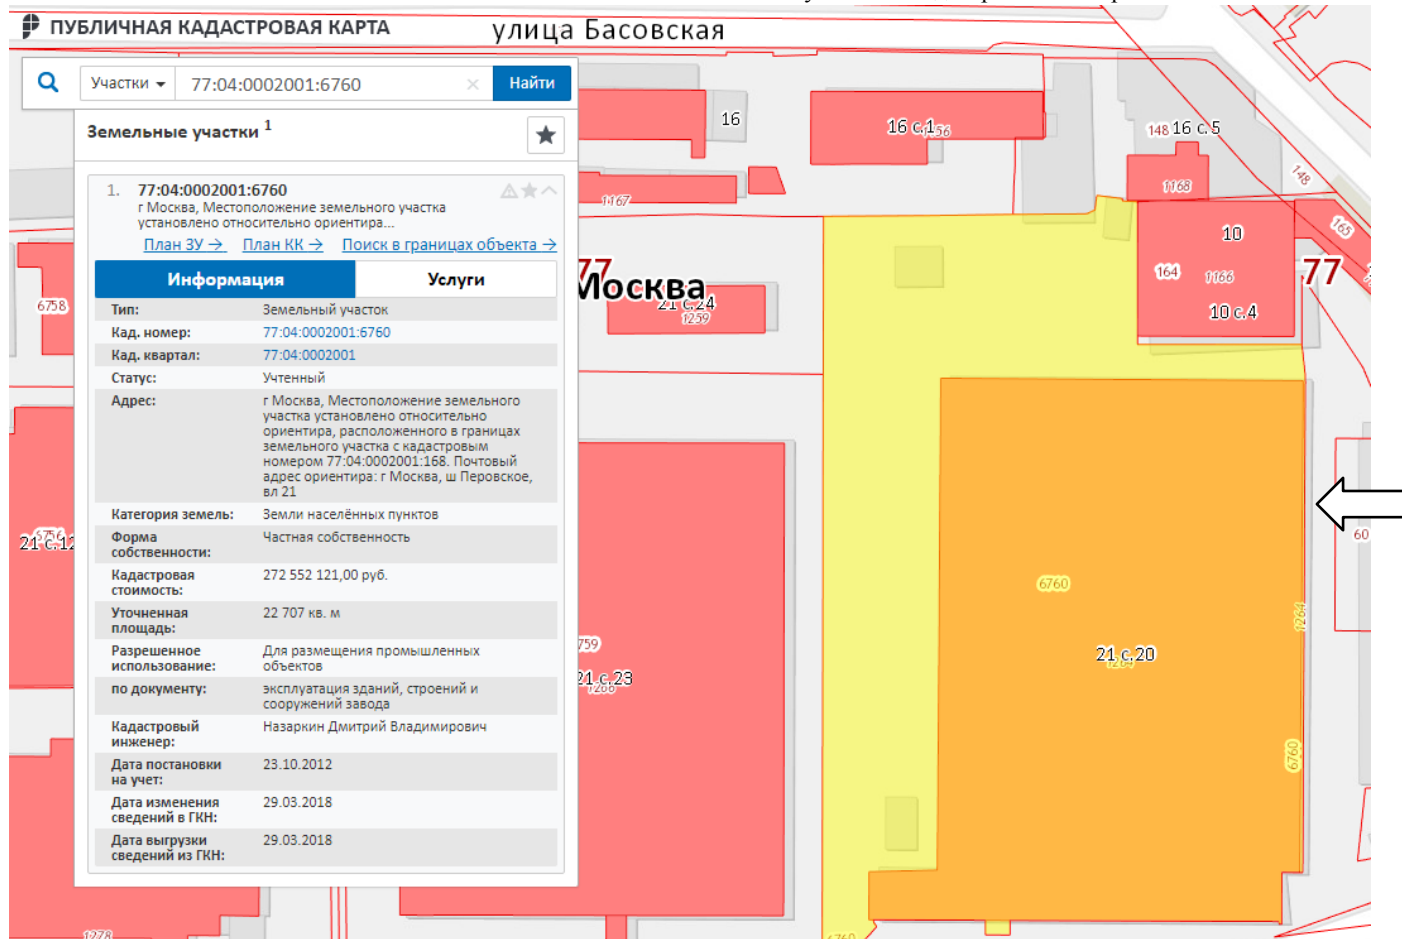 ПУБЛИЧНАЯ КАДАСТРОВАЯ КАРТА
улица Басовская
Участки
77:04:0002001:6760
×
Найти
Земельные участки 1
1. 77:04:0002001:6760
г Москва, Местоположение земельного участка
установлено относительно ориентира...
План ЗУ → План КК → Поиск в границах объекта →
Информация Услуги
Тип: Земельный участок
Кад. номер: 77:04:0002001:6760
Кад. квартал: 77:04:0002001
Статус: Учтенный
Адрес: г Москва, Местоположение земельного
участка установлено относительно
ориентира, расположенного в границах
земельного участка с кадастровым
номером 77:04:0002001:168. Почтовый
адрес ориентира: г Москва, ш Перовское,
вл 21
Категория земель: Земли населённых пунктов
Форма
собственности: Частная собственность
Кадастровая
стоимость: 272 552 121,00 руб.
Уточненная
площадь: 22 707 кв. м
Разрешенное
использование: Для размещения промышленных
объектов
по документу: эксплуатация зданий, строений и
сооружений завода
Кадастровый
инженер: Назаркин Дмитрий Владимирович
Дата постановки
на учет: 23.10.2012
Дата изменения
сведений в ГКН: 29.03.2018
Дата выгрузки
сведений из ГКН: 29.03.2018
16
16 с.1
148
16 с.5
148
1167
1168
165
10
164
1166
10 с.4
77
77
Москва
21 с.24
1259
6758
21 с.12
60
6760
1264
21 с.20
759
21 с.23
6760
1278
6760